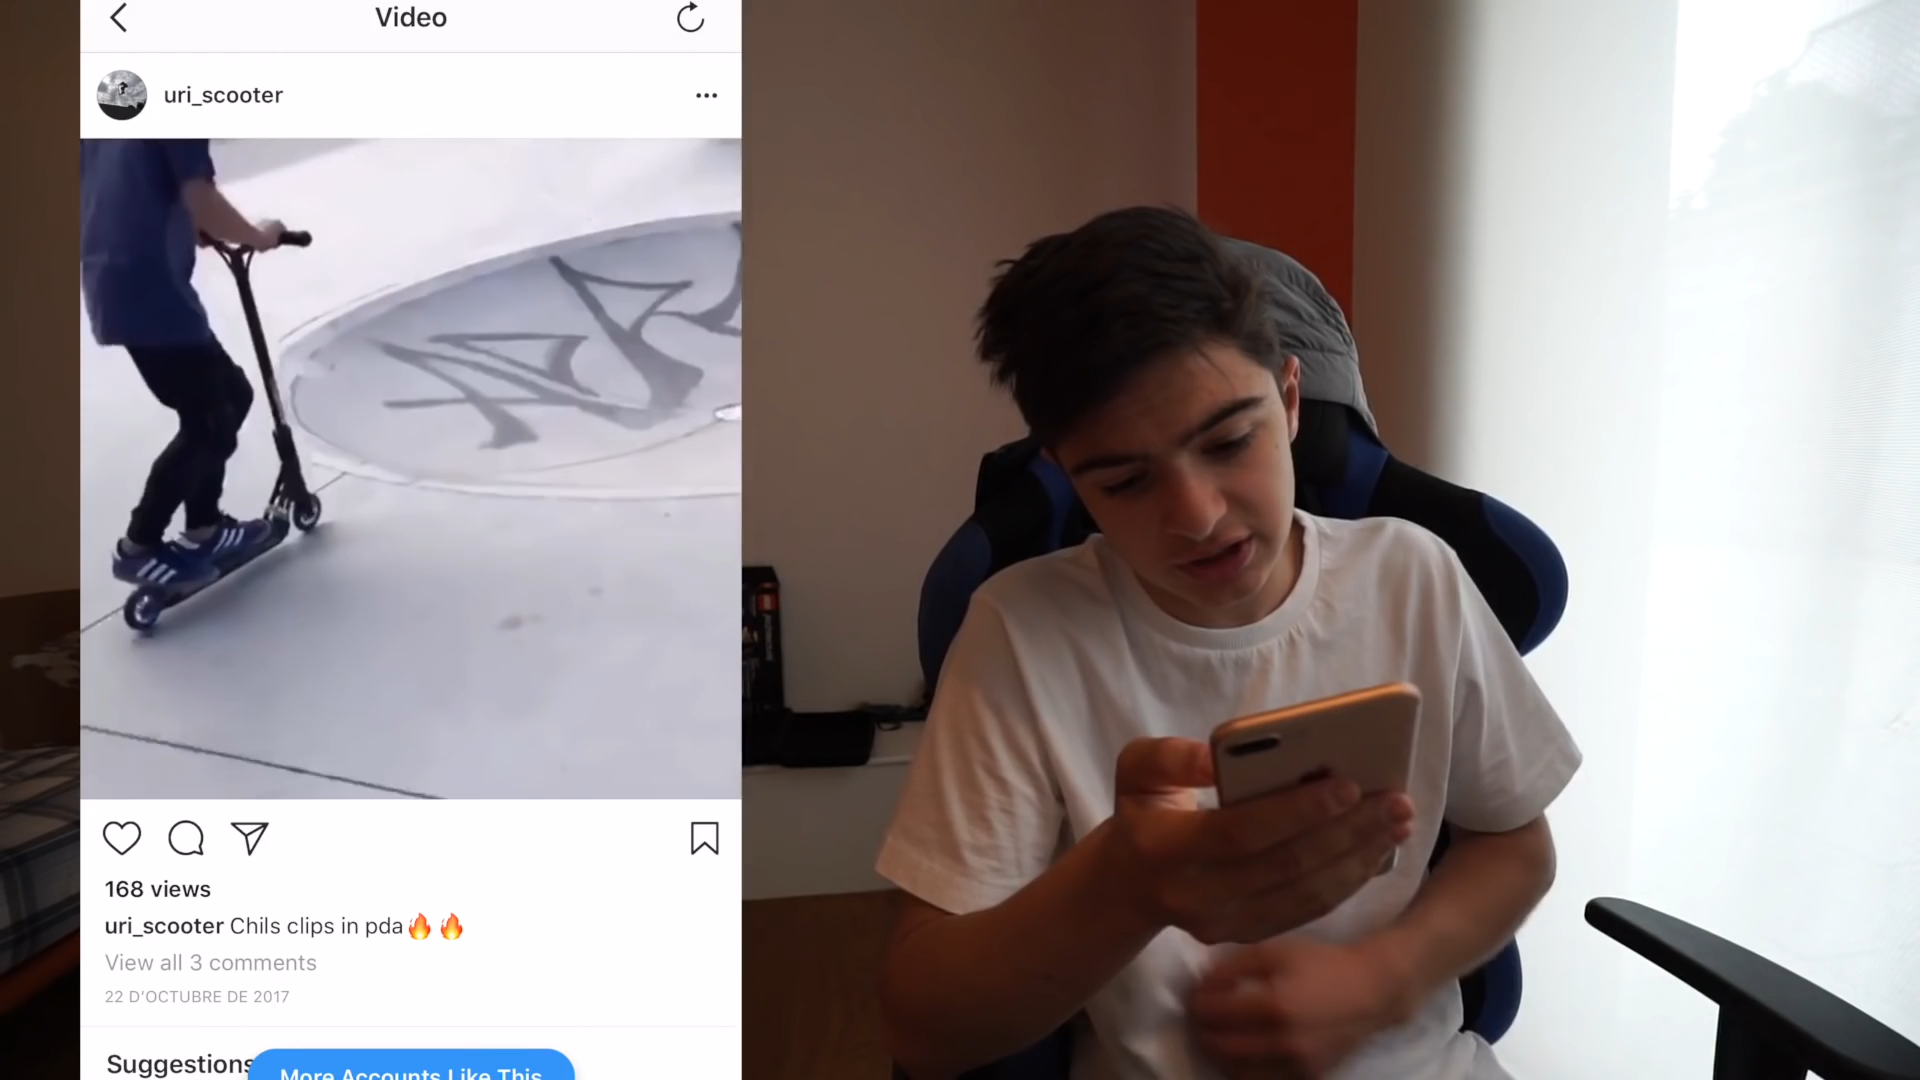 Video
uri_scooter
168 views
uri_scooter Chils clips in pda🔥🔥
View all 3 comments
22 D'OCTUBRE DE 2017
Suggestions
More Accounts Like This